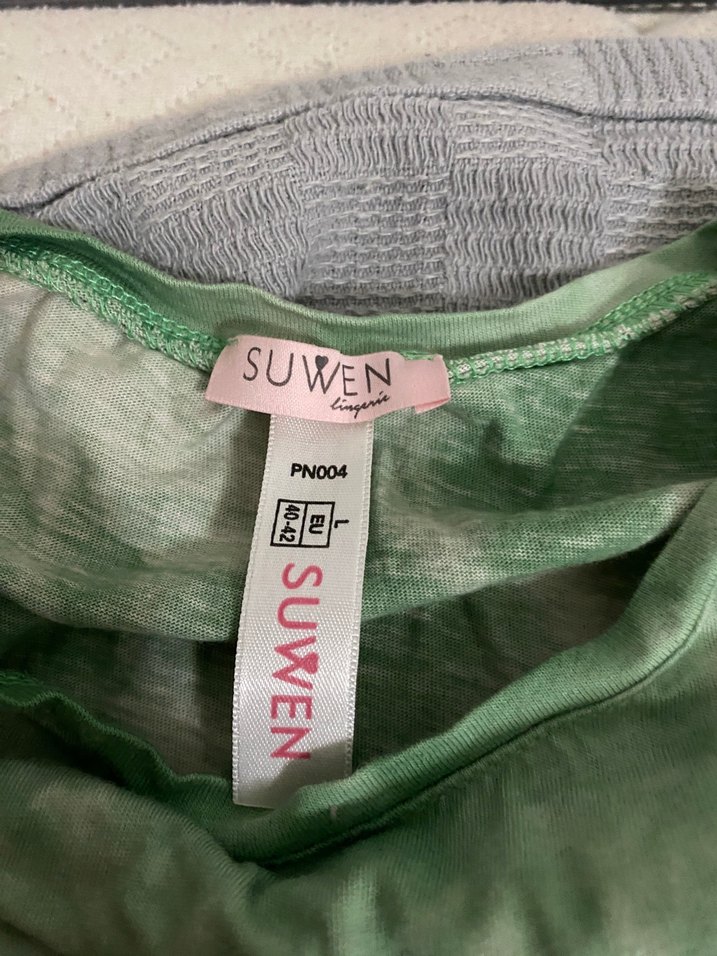 SUWEN
lingerie
PN004
L
EU
40-42
SUWEN